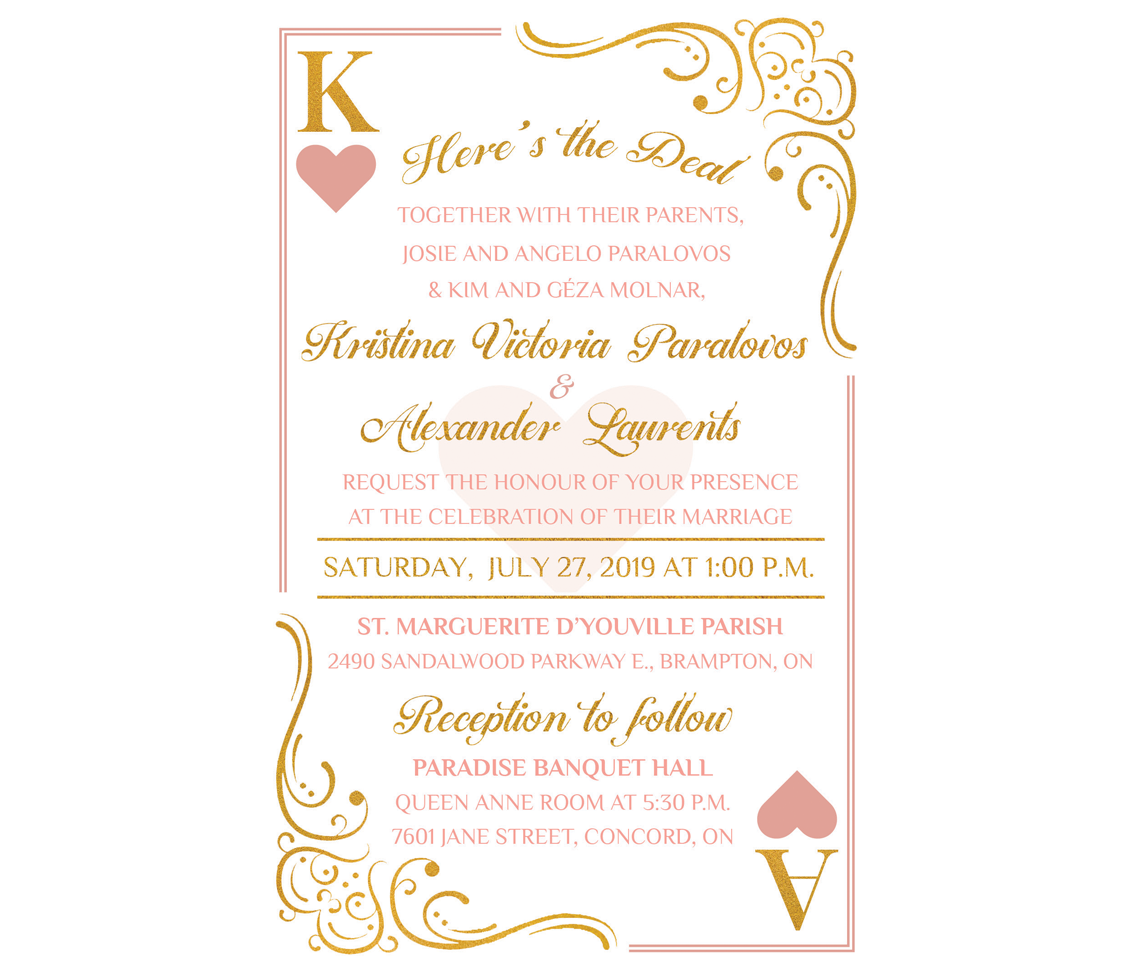 K
Here's the Deal
TOGETHER WITH THEIR PARENTS,
JOSIE AND ANGELO PARALOVOS
& KIM AND GÉZA MOLNAR,
Kristina Victoria Paralovos
&
Alexander Laurents
REQUEST THE HONOUR OF YOUR PRESENCE
AT THE CELEBRATION OF THEIR MARRIAGE
SATURDAY, JULY 27, 2019 AT 1:00 P.M.
ST. MARGUERITE D'YOUVILLE PARISH
2490 SANDALWOOD PARKWAY E., BRAMPTON, ON
Reception to follow
PARADISE BANQUET HALL
QUEEN ANNE ROOM AT 5:30 P.M.
7601 JANE STREET, CONCORD, ON
A